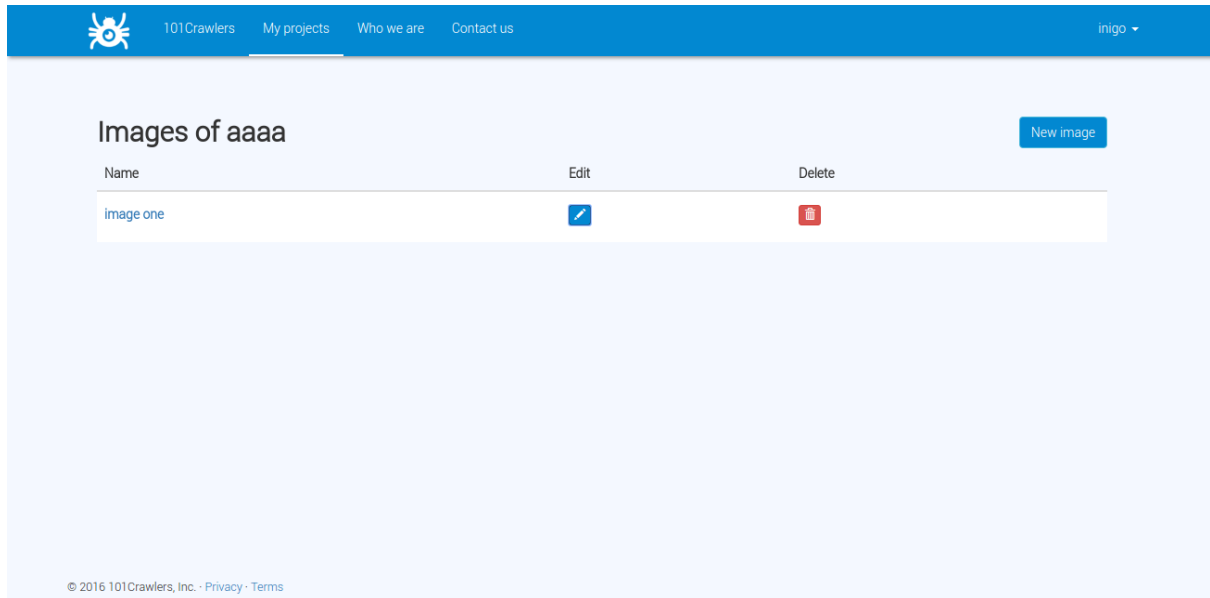 101Crawlers My projects Who we are Contact us inigo
Images of aaaa New image
Name Edit Delete
image one
© 2016 101Crawlers, Inc. · Privacy · Terms